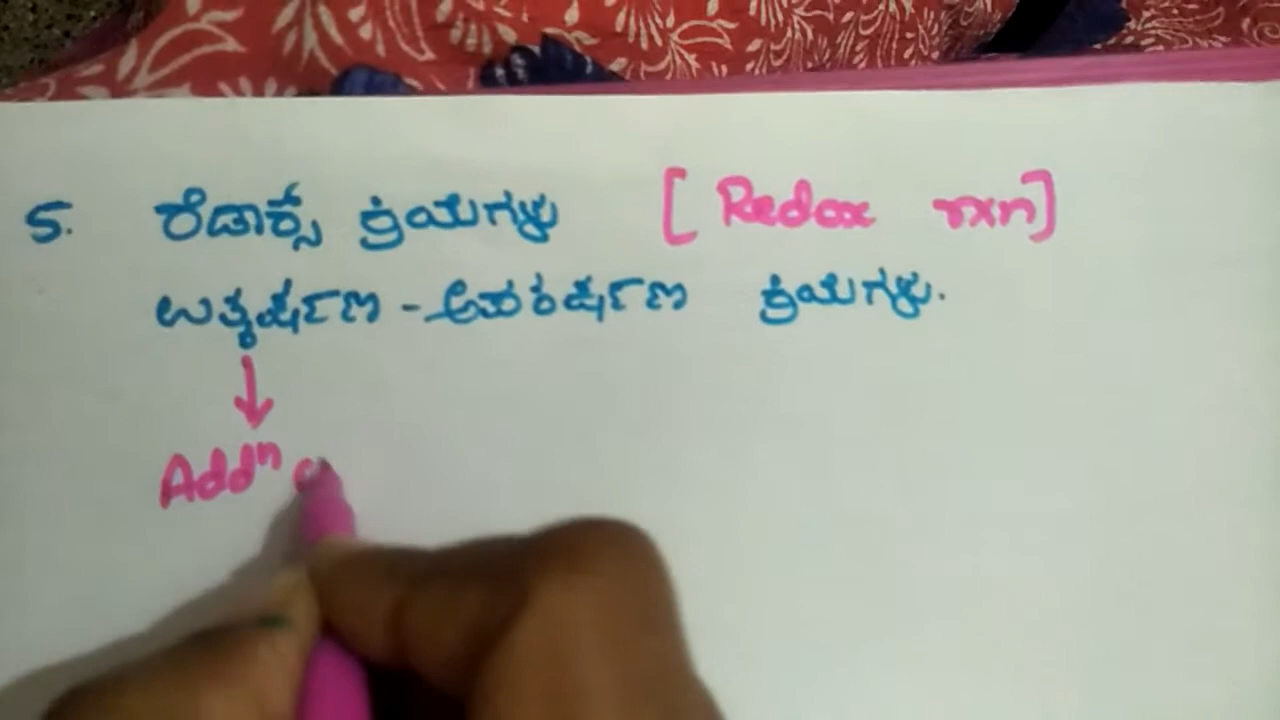 5. ರೆಡಾಕ್ಸ್ ಕ್ರಿಯೆಗಳು [ Redox rxn]
ಉತ್ಕರ್ಷಣ - ಅಪಕರ್ಷಣ ಕ್ರಿಯೆಗಳು.
Addⁿ